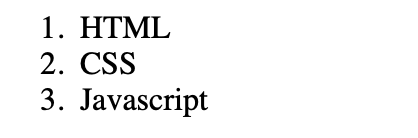 1. HTML
2. CSS
3. Javascript